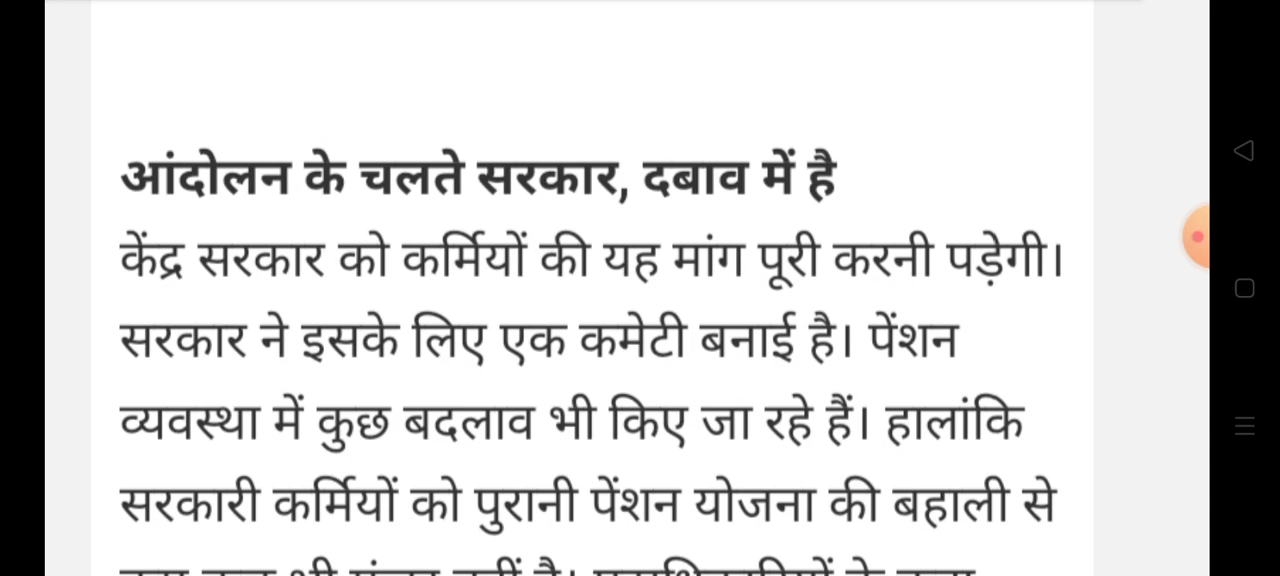 आंदोलन के चलते सरकार, दबाव में है
केंद्र सरकार को कर्मियों की यह मांग पूरी करनी पड़ेगी।
सरकार ने इसके लिए एक कमेटी बनाई है। पेंशन
व्यवस्था में कुछ बदलाव भी किए जा रहे हैं। हालांकि
सरकारी कर्मियों को पुरानी पेंशन योजना की बहाली से